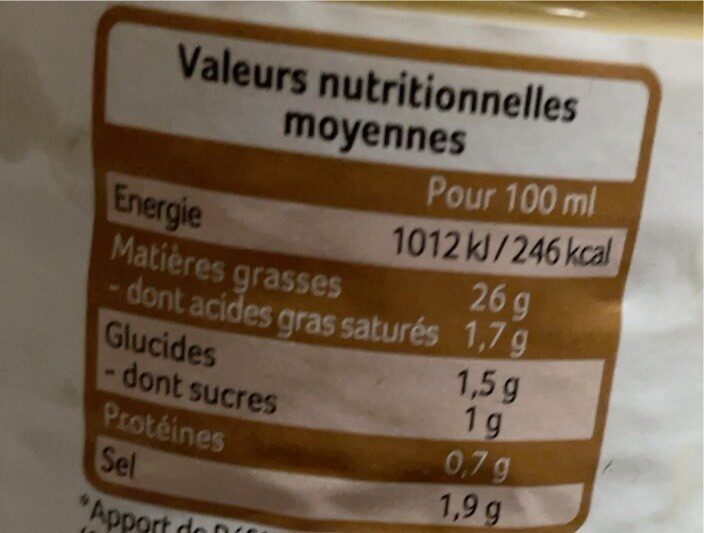 Valeurs nutritionnelles
moyennes
Pour 100 ml
Energie 1012 kJ/246 kcal
Matières grasses 26 g
- dont acides gras saturés 1,7 g
Glucides 1,5 g
- dont sucres 1 g
Protéines 0,7 g
Sel 1,9 g
*Apport de